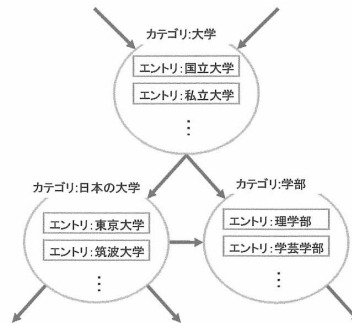 カテゴリ:大学
エントリ:国立大学
エントリ:私立大学
⋮
カテゴリ:日本の大学
エントリ:東京大学
エントリ:筑波大学
⋮
カテゴリ:学部
エントリ:理学部
エントリ:学芸学部
⋮